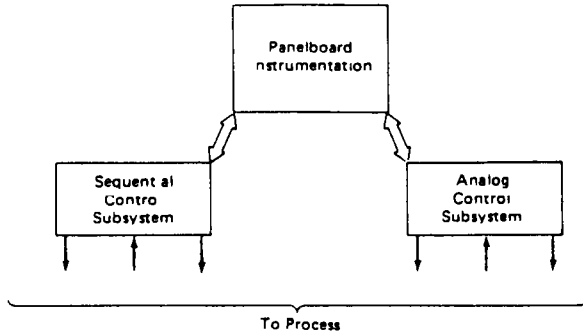 Panelboard
nstrumentation
Sequent al
Contro
Subsystem
Analog
Control
Subsystem
To Process